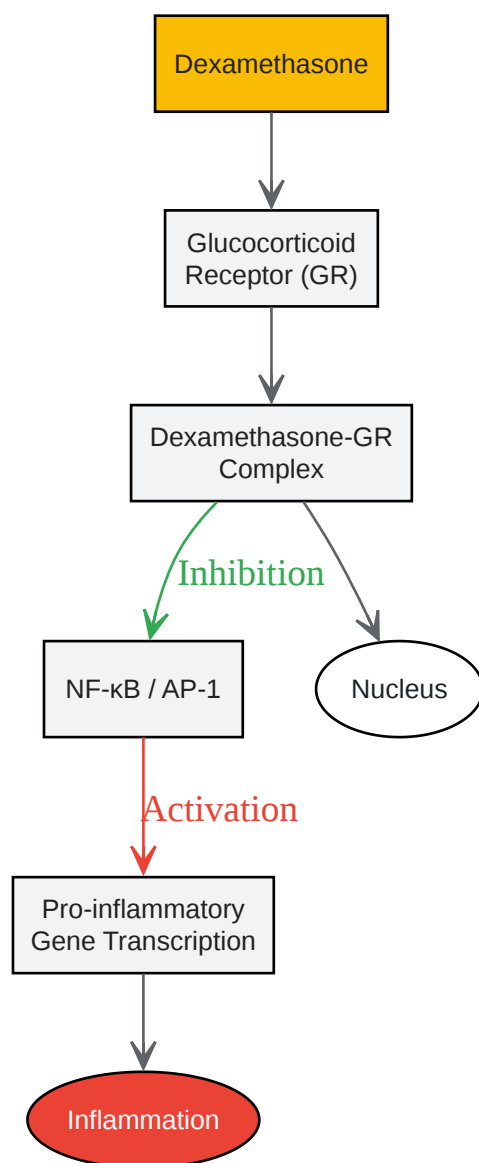 Dexamethasone
Glucocorticoid
Receptor (GR)
Dexamethasone-GR
Complex
Inhibition
NF-κB / AP-1
Nucleus
Activation
Pro-inflammatory
Gene Transcription
Inflammation